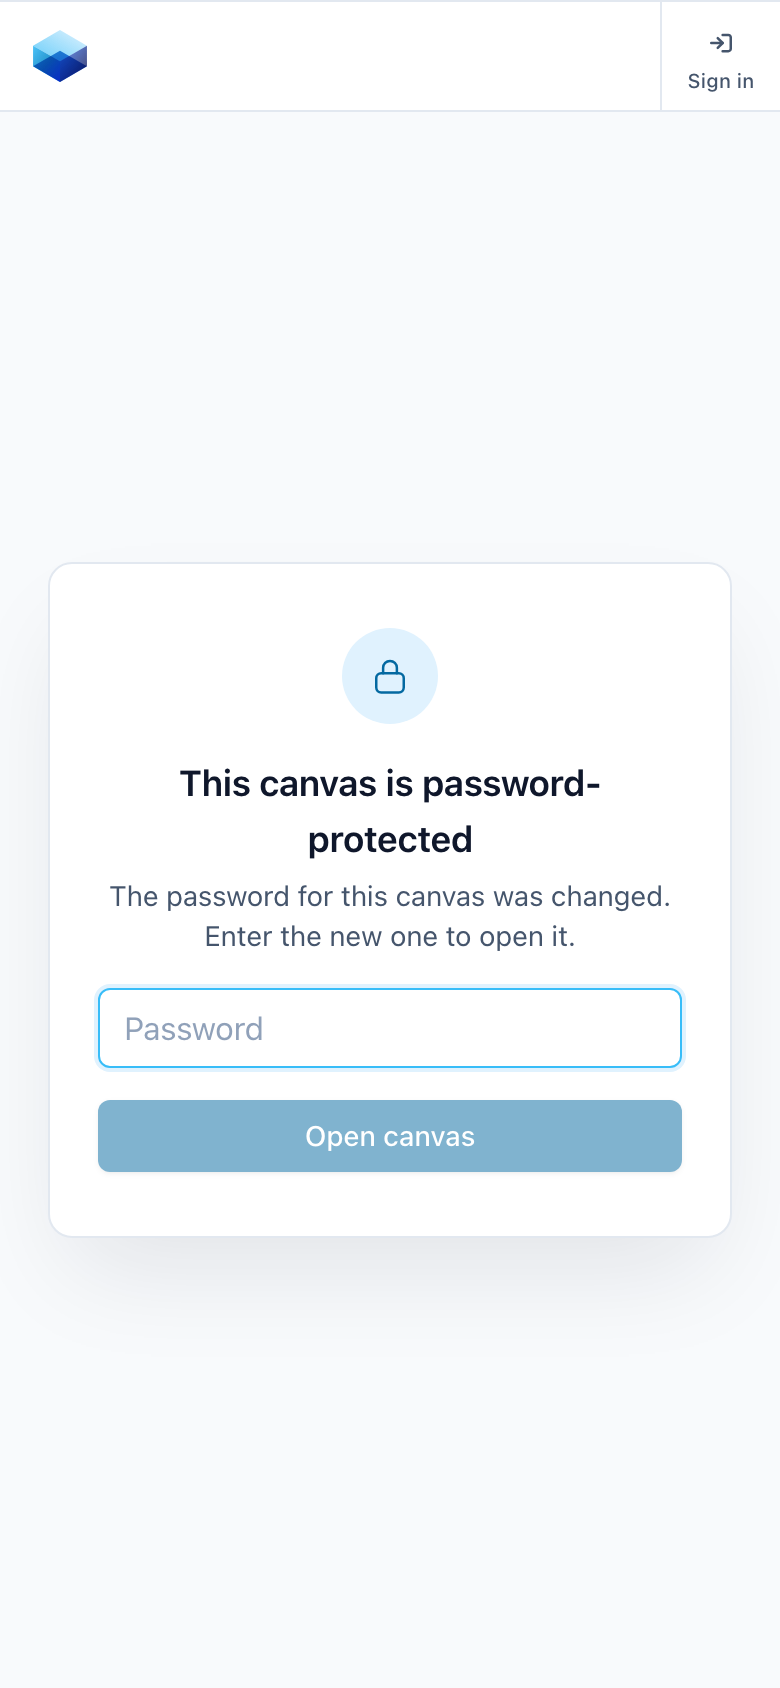 Sign in
This canvas is password-
protected
The password for this canvas was changed.
Enter the new one to open it.
Password
Open canvas